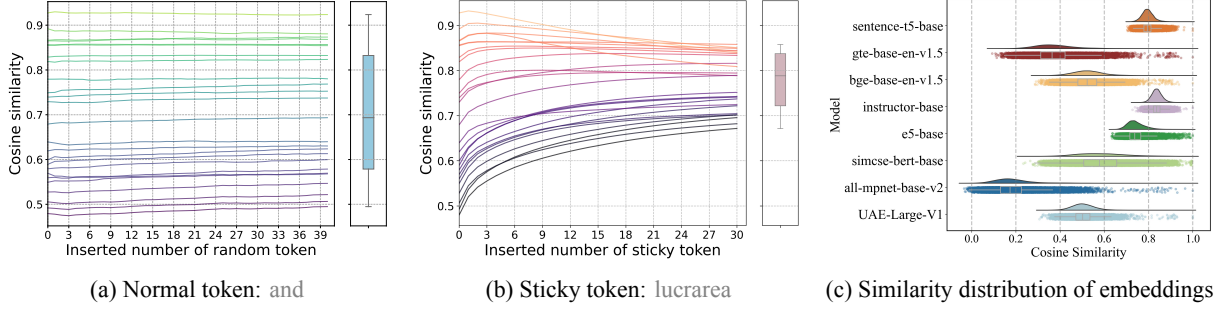 0.9
0.8
0.7
0.6
0.5
Cosine similarity
0 3 6 9 12 15 18 21 24 27 30 33 36 39
Inserted number of random token
(a) Normal token: and
0.9
0.8
0.7
0.6
0.5
Cosine similarity
0 3 6 9 12 15 18 21 24 27 30
Inserted number of sticky token
(b) Sticky token: lucrarea
Model
sentence-t5-base
gte-base-en-v1.5
bge-base-en-v1.5
instructor-base
e5-base
simcse-bert-base
all-mpnet-base-v2
UAE-Large-V1
0.0 0.2 0.4 0.6 0.8 1.0
Cosine Similarity
(c) Similarity distribution of embeddings